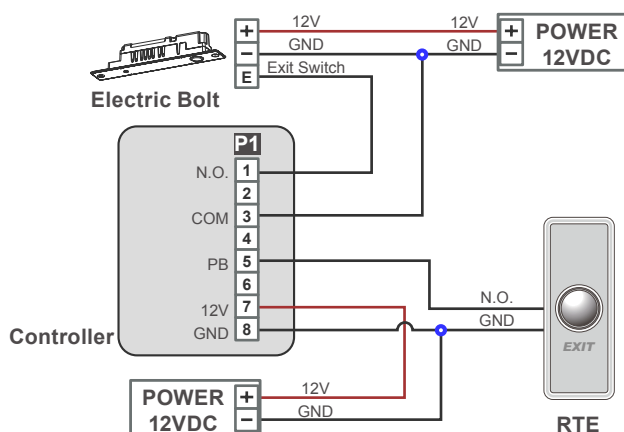 + 12V 12V + POWER
− GND GND − 12VDC
E Exit Switch
Electric Bolt
P1
N.O. 1
2
COM 3
4
PB 5
6
12V 7
GND 8
Controller
N.O.
GND
EXIT
RTE
POWER + 12V
12VDC − GND